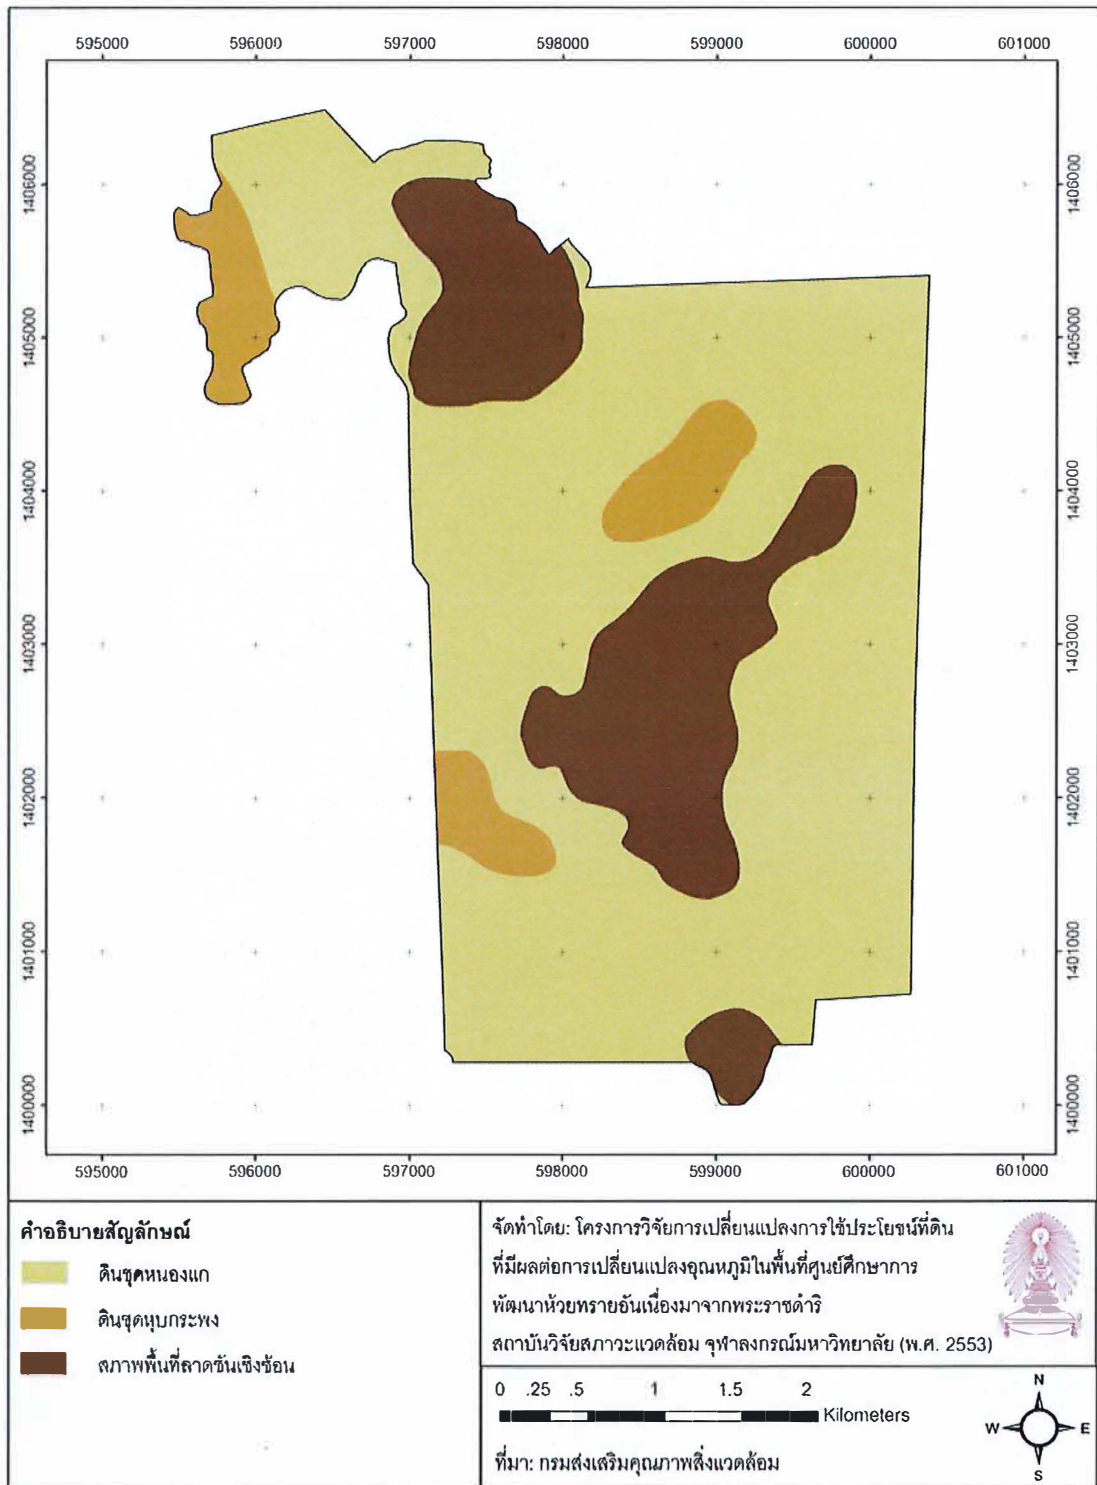 595000 596000 597000 598000 599000 600000 601000
1406000 1406000
1405000 1405000
1404000 1404000
1403000 1403000
1402000 1402000
1401000 1401000
1400000 1400000
595000 596000 597000 598000 599000 600000 601000
คำอธิบายสัญลักษณ์
ดินชุดหนองแก
ดินชุดหุบกระพง
สภาพพื้นที่ลาดชันเชิงซ้อน
จัดทำโดย: โครงการวิจัยการเปลี่ยนแปลงการใช้ประโยชน์ที่ดิน
ที่มีผลต่อการเปลี่ยนแปลงอุณหภูมิในพื้นที่ศูนย์ศึกษาการ
พัฒนาห้วยทรายอันเนื่องมาจากพระราชดำริ
สถาบันวิจัยสภาวะแวดล้อม จุฬาลงกรณ์มหาวิทยาลัย (พ.ศ. 2553)
0 .25 .5 1 1.5 2
Kilometers
N
W E
S
ที่มา: กรมส่งเสริมคุณภาพสิ่งแวดล้อม